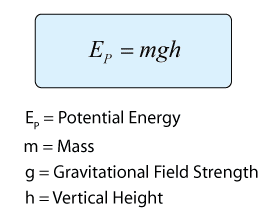 E_P = mgh
E_P = Potential Energy
m = Mass
g = Gravitational Field Strength
h = Vertical Height